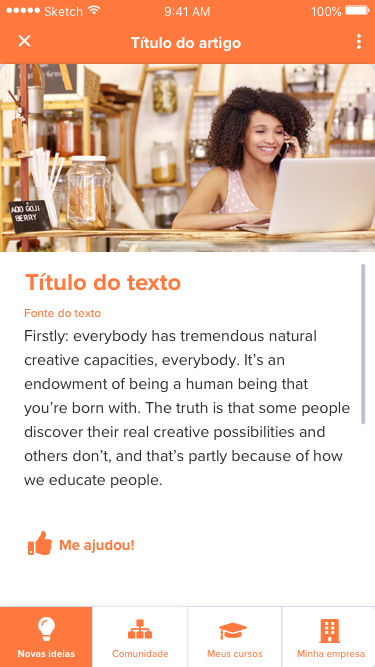 Sketch 9:41 AM 100%
Título do artigo
ADD GOJI
BERRY
Título do texto
Fonte do texto
Firstly: everybody has tremendous natural
creative capacities, everybody. It’s an
endowment of being a human being that
you’re born with. The truth is that some people
discover their real creative possibilities and
others don’t, and that’s partly because of how
we educate people.
Me ajudou!
Novas ideias Comunidade Meus cursos Minha empresa